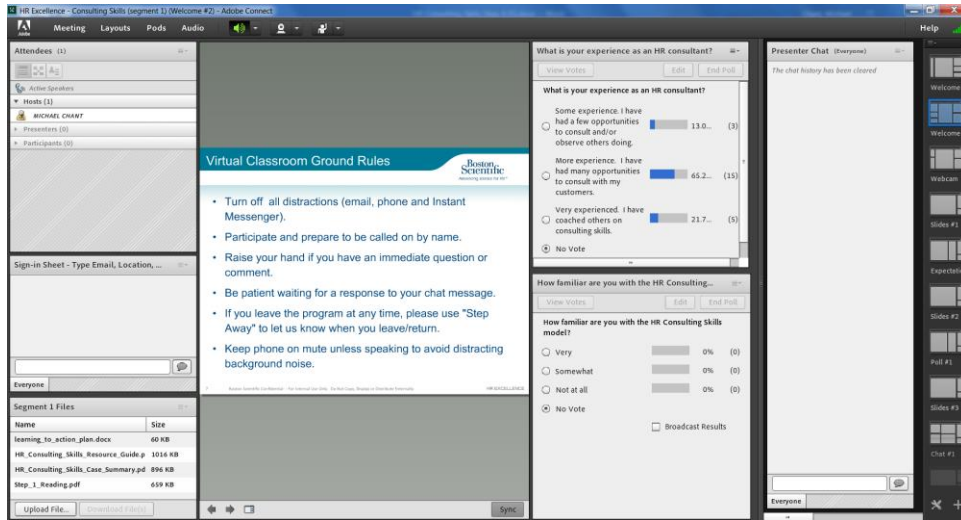 HR Excellence - Consulting Skills (segment 1) (Welcome #2) - Adobe Connect
Adobe
Meeting Layouts Pods Audio
Help
Attendees (1)
Active Speakers
Hosts (1)
MICHAEL CHANT
Presenters (0)
Participants (0)
Sign-in Sheet - Type Email, Location, ...
Everyone
Segment 1 Files
Name Size
learning_to_action_plan.docx 60 KB
HR_Consulting_Skills_Resource_Guide.p 1016 KB
HR_Consulting_Skills_Case_Summary.pd 896 KB
Step_1_Reading.pdf 659 KB
Upload File... Download File(s)
Virtual Classroom Ground Rules
Boston
Scientific
• Turn off all distractions (email, phone and Instant
Messenger).
• Participate and prepare to be called on by name.
• Raise your hand if you have an immediate question or
comment.
• Be patient waiting for a response to your chat message.
• If you leave the program at any time, please use "Step
Away" to let us know when you leave/return.
• Keep phone on mute unless speaking to avoid distracting
background noise.
HR EXCELLENCE
Sync
What is your experience as an HR consultant?
View Votes Edit End Poll
What is your experience as an HR consultant?
Some experience. I have
had a few opportunities
to consult and/or
observe others doing.
13.0... (3)
More experience. I have
had many opportunities
to consult with my
customers.
65.2... (15)
Very experienced. I have
coached others on
consulting skills.
21.7... (5)
No Vote
How familiar are you with the HR Consulting...
View Votes Edit End Poll
How familiar are you with the HR Consulting Skills
model?
Very 0% (0)
Somewhat 0% (0)
Not at all 0% (0)
No Vote
Broadcast Results
Presenter Chat (Everyone)
The chat history has been cleared
Everyone
Welcome
Welcome
Webcam
Slides #1
Expectati
Slides #2
Poll #1
Slides #3
Chat #1